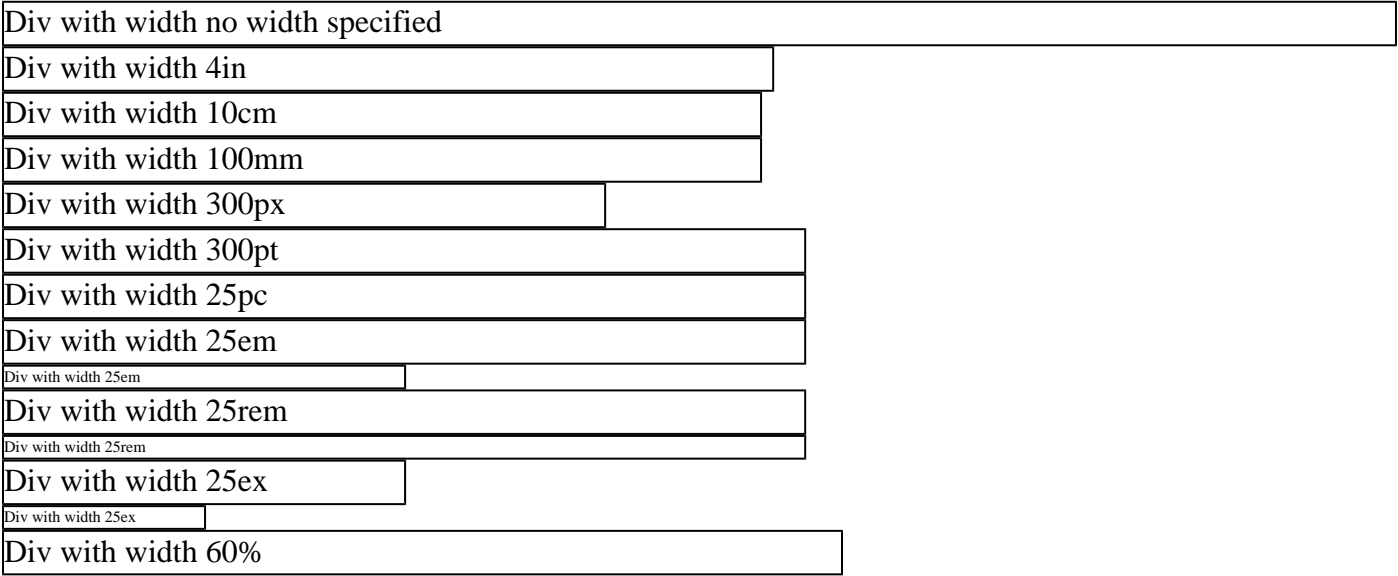 Div with width no width specified
Div with width 4in
Div with width 10cm
Div with width 100mm
Div with width 300px
Div with width 300pt
Div with width 25pc
Div with width 25em
Div with width 25em
Div with width 25rem
Div with width 25rem
Div with width 25ex
Div with width 25ex
Div with width 60%